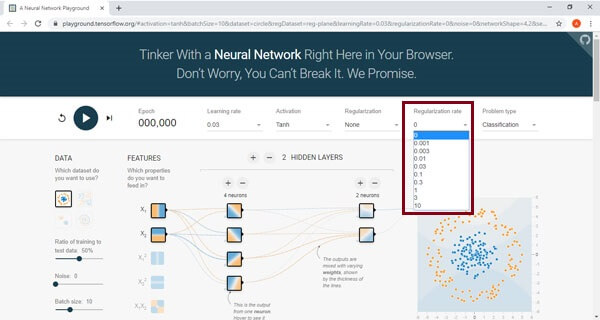 A Neural Network Playground
playground.tensorflow.org/#activation=tanh&batchSize=10&dataset=circle&regDataset=reg-plane&learningRate=0.03&regularizationRate=0&noise=0&networkShape=4,2&se...
Tinker With a Neural Network Right Here in Your Browser.
Don't Worry, You Can't Break It. We Promise.
Epoch
000,000
Learning rate
0.03
Activation
Tanh
Regularization
None
Regularization rate
0
0
0.001
0.003
0.01
0.03
0.1
0.3
1
3
10
Problem type
Classification
DATA
Which dataset do
you want to use?
Ratio of training to
test data: 50%
Noise: 0
Batch size: 10
FEATURES
Which properties
do you want to
feed in?
X1
X2
X1²
X2²
X1X2
+ − 2 HIDDEN LAYERS
+ −
4 neurons
+ −
2 neurons
The outputs are
mixed with varying
weights, shown
by the thickness of
the lines.
This is the output
from one neuron.
Hover to see it